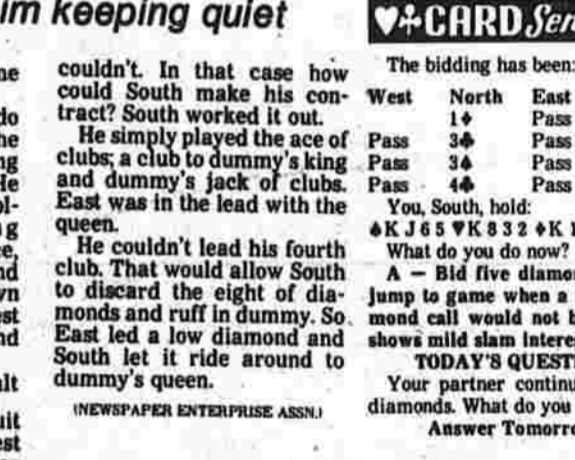 im keeping quiet
couldn't. In that case how
could South make his con-
tract? South worked it out.
He simply played the ace of
clubs; a club to dummy's king
and dummy's jack of clubs.
East was in the lead with the
queen.
He couldn't lead his fourth
club. That would allow South
to discard the eight of dia-
monds and ruff in dummy. So
East led a low diamond and
South let it ride around to
dummy's queen.
(NEWSPAPER ENTERPRISE ASSN.)
♥♣CARD Sen
The bidding has been:
West North East
1♦ Pass
Pass 3♣ Pass
Pass 3♠ Pass
Pass 4♣ Pass
You, South, hold:
♠K J 6 5 ♥K 8 3 2 ♦K
What do you do now?
A — Bid five diamon
jump to game when a
mond call would not b
shows mild slam interes
TODAY'S QUEST
Your partner continu
diamonds. What do you
Answer Tomorro